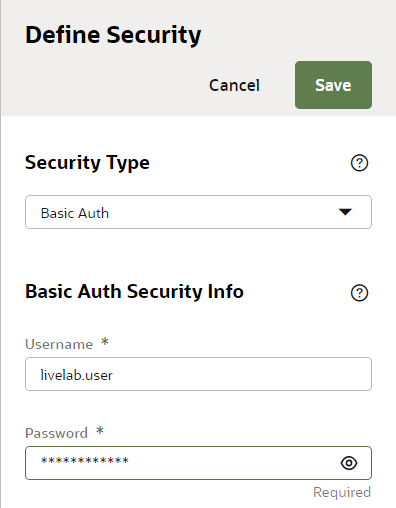 Define Security
Cancel Save
Security Type ?
Basic Auth
Basic Auth Security Info ?
Username *
livelab.user
Password *
************
Required